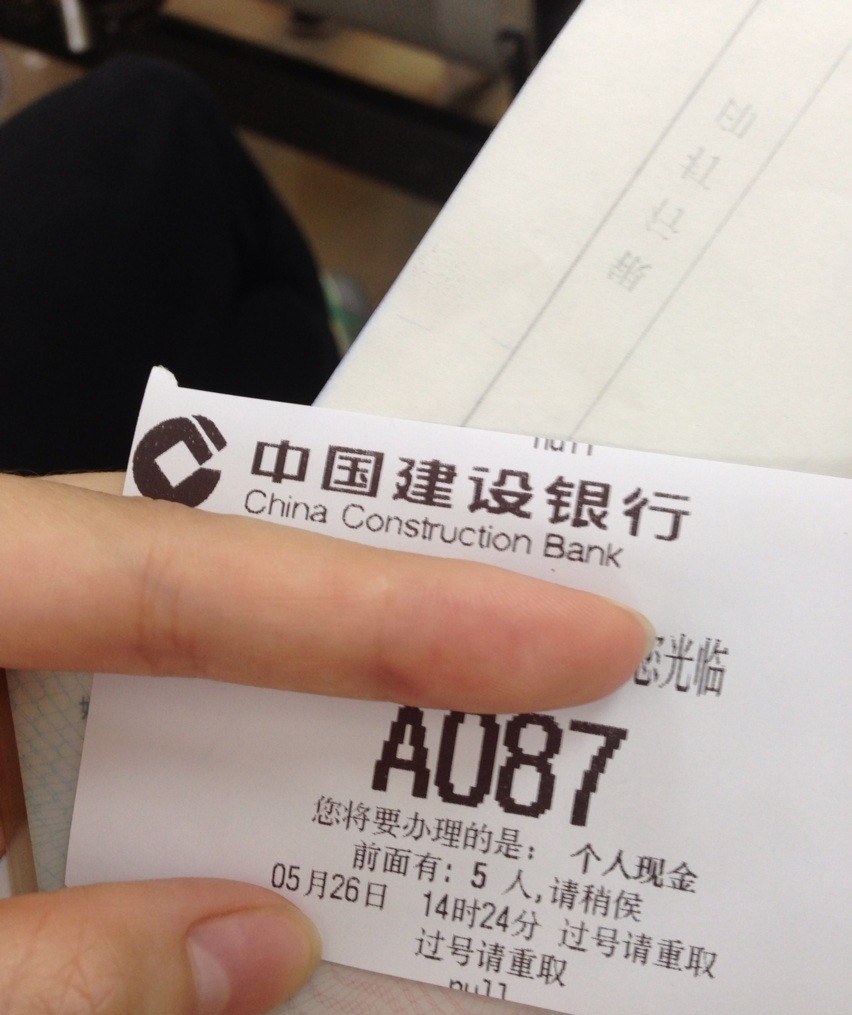 null
中国建设银行
China Construction Bank
您光临
A087
您将要办理的是： 个人现金
前面有: 5 人,请稍侯
05月26日 14时24分 过号请重取
过号请重取
null